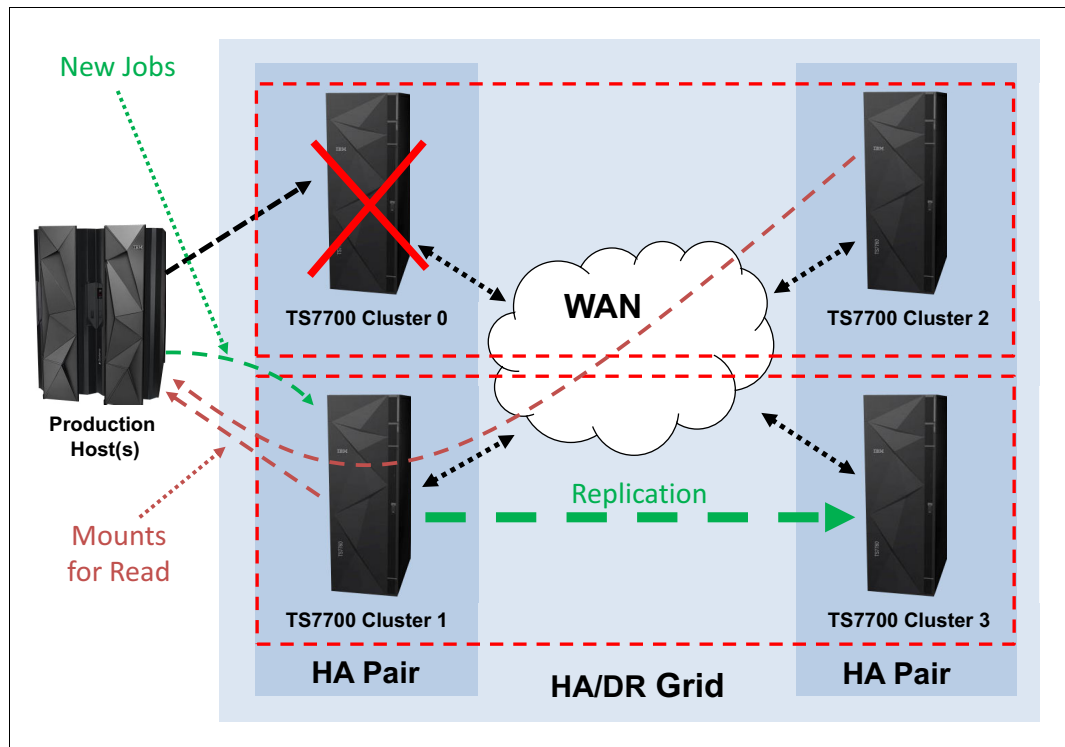 New Jobs
TS7700 Cluster 0
WAN
TS7700 Cluster 2
Production
Host(s)
Replication
Mounts
for Read
TS7700 Cluster 1
TS7700 Cluster 3
HA Pair
HA/DR Grid
HA Pair